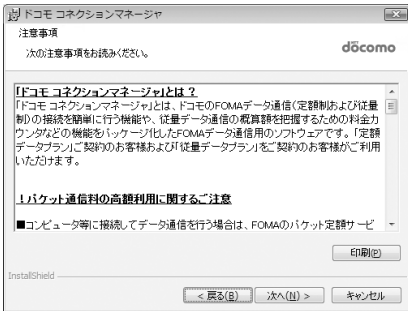 ドコモ コネクションマネージャ
注意事項
次の注意事項をお読みください。
döcomo
「ドコモ コネクションマネージャ」とは？
「ドコモ コネクションマネージャ」とは、ドコモのFOMAデータ通信(定額制および従量
制)の接続を簡単に行う機能や、従量データ通信の概算額を把握するための料金カ
ウンタなどの機能をパッケージ化したFOMAデータ通信用のソフトウェアです。「定額
データプラン」ご契約のお客様および「従量データプラン」をご契約のお客様がご利用
いただけます。
！パケット通信料の高額利用に関するご注意
■コンピュータ等に接続してデータ通信を行う場合は、FOMAのパケット定額サービ
印刷(P)
InstallShield
< 戻る(B)
次へ(N) >
キャンセル